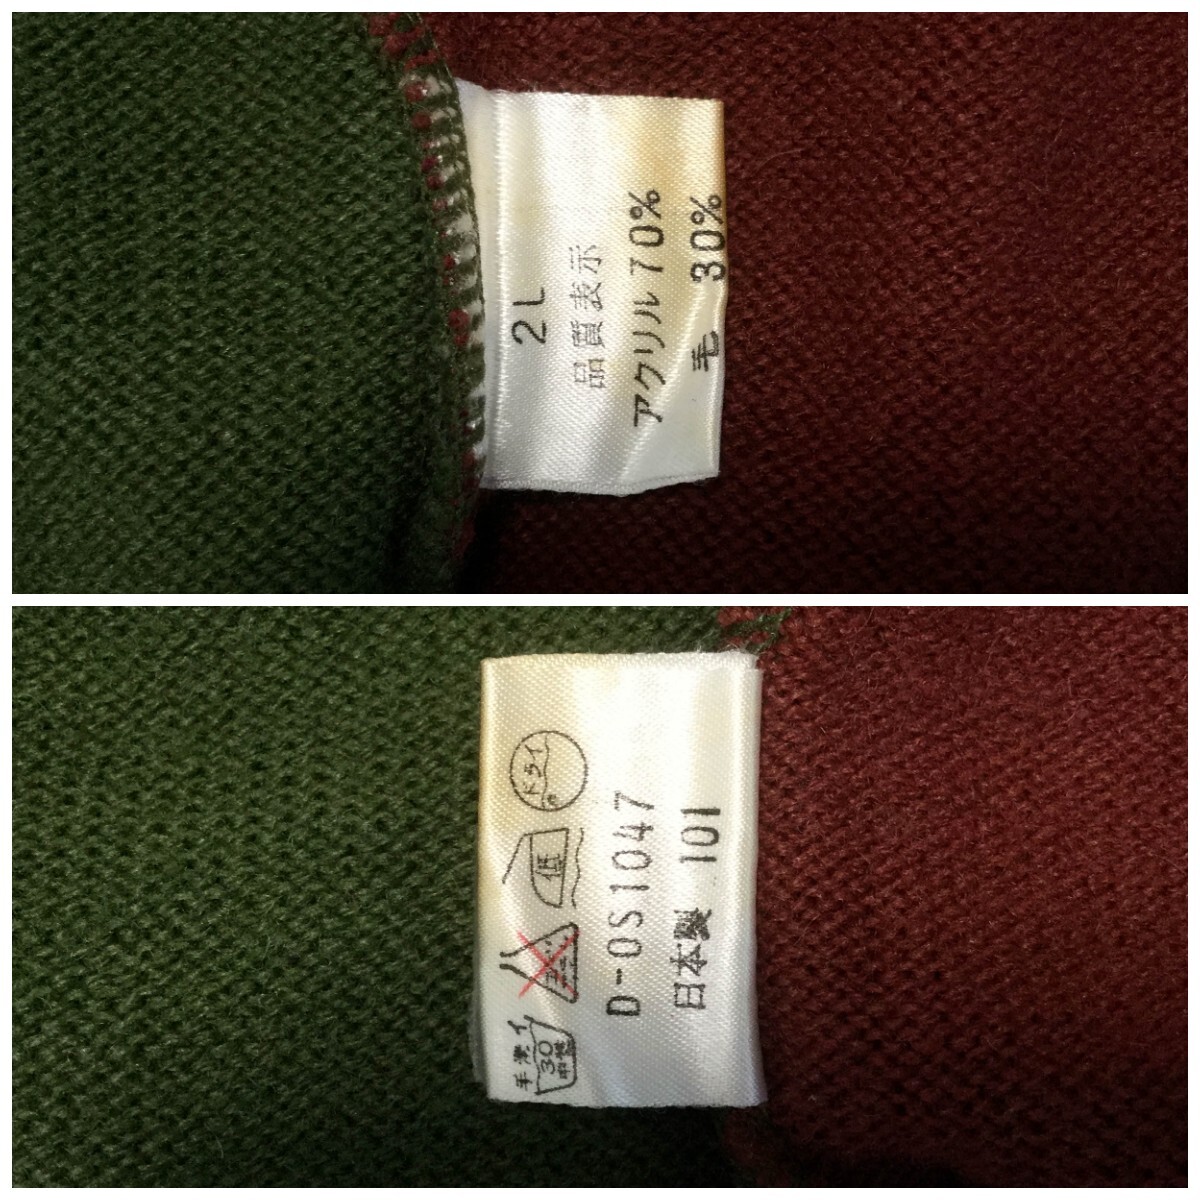 2L
品質表示
アクリル 70%
毛 30%
手洗イ
30
中性
低
ドライ
D-OS1047
日本製 101